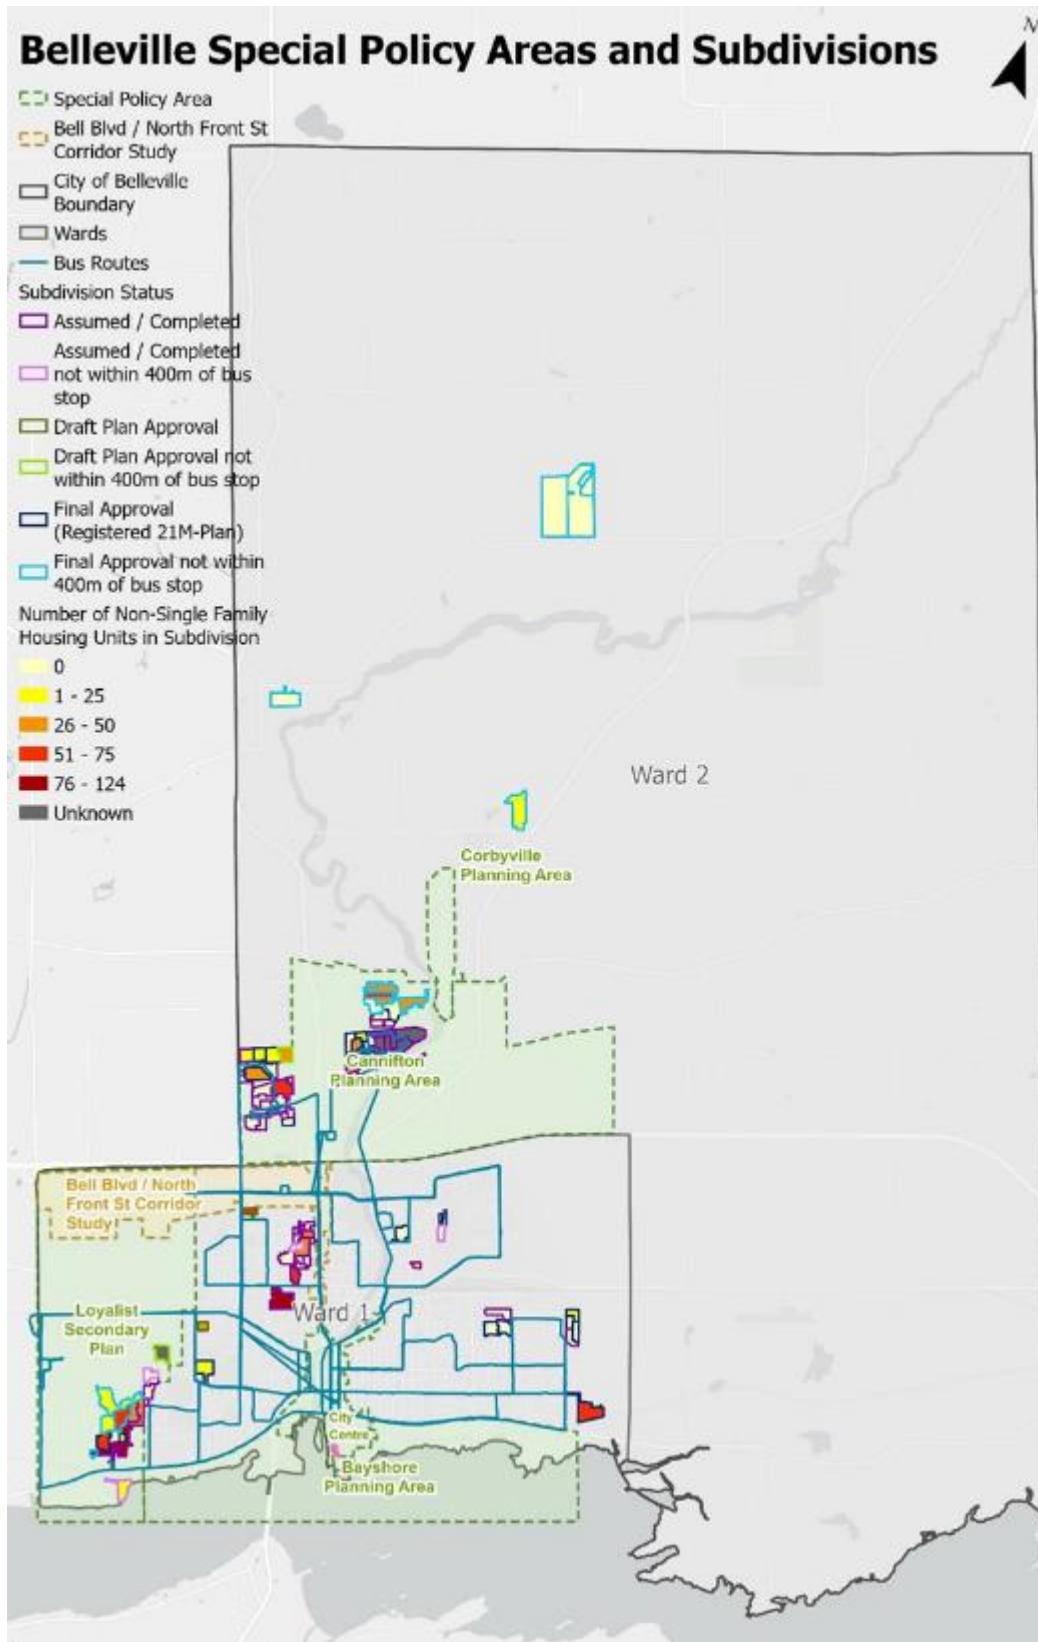 Belleville Special Policy Areas and Subdivisions
N
Special Policy Area
Bell Blvd / North Front St
Corridor Study
City of Belleville
Boundary
Wards
Bus Routes
Subdivision Status
Assumed / Completed
Assumed / Completed
not within 400m of bus
stop
Draft Plan Approval
Draft Plan Approval not
within 400m of bus stop
Final Approval
(Registered 21M-Plan)
Final Approval not within
400m of bus stop
Number of Non-Single Family
Housing Units in Subdivision
0
1 - 25
26 - 50
51 - 75
76 - 124
Unknown
Ward 2
Corbyville
Planning Area
Cannifton
Planning Area
Bell Blvd / North
Front St Corridor
Study
Loyalist
Secondary
Plan
Ward 1
City
Centre
Bayshore
Planning Area